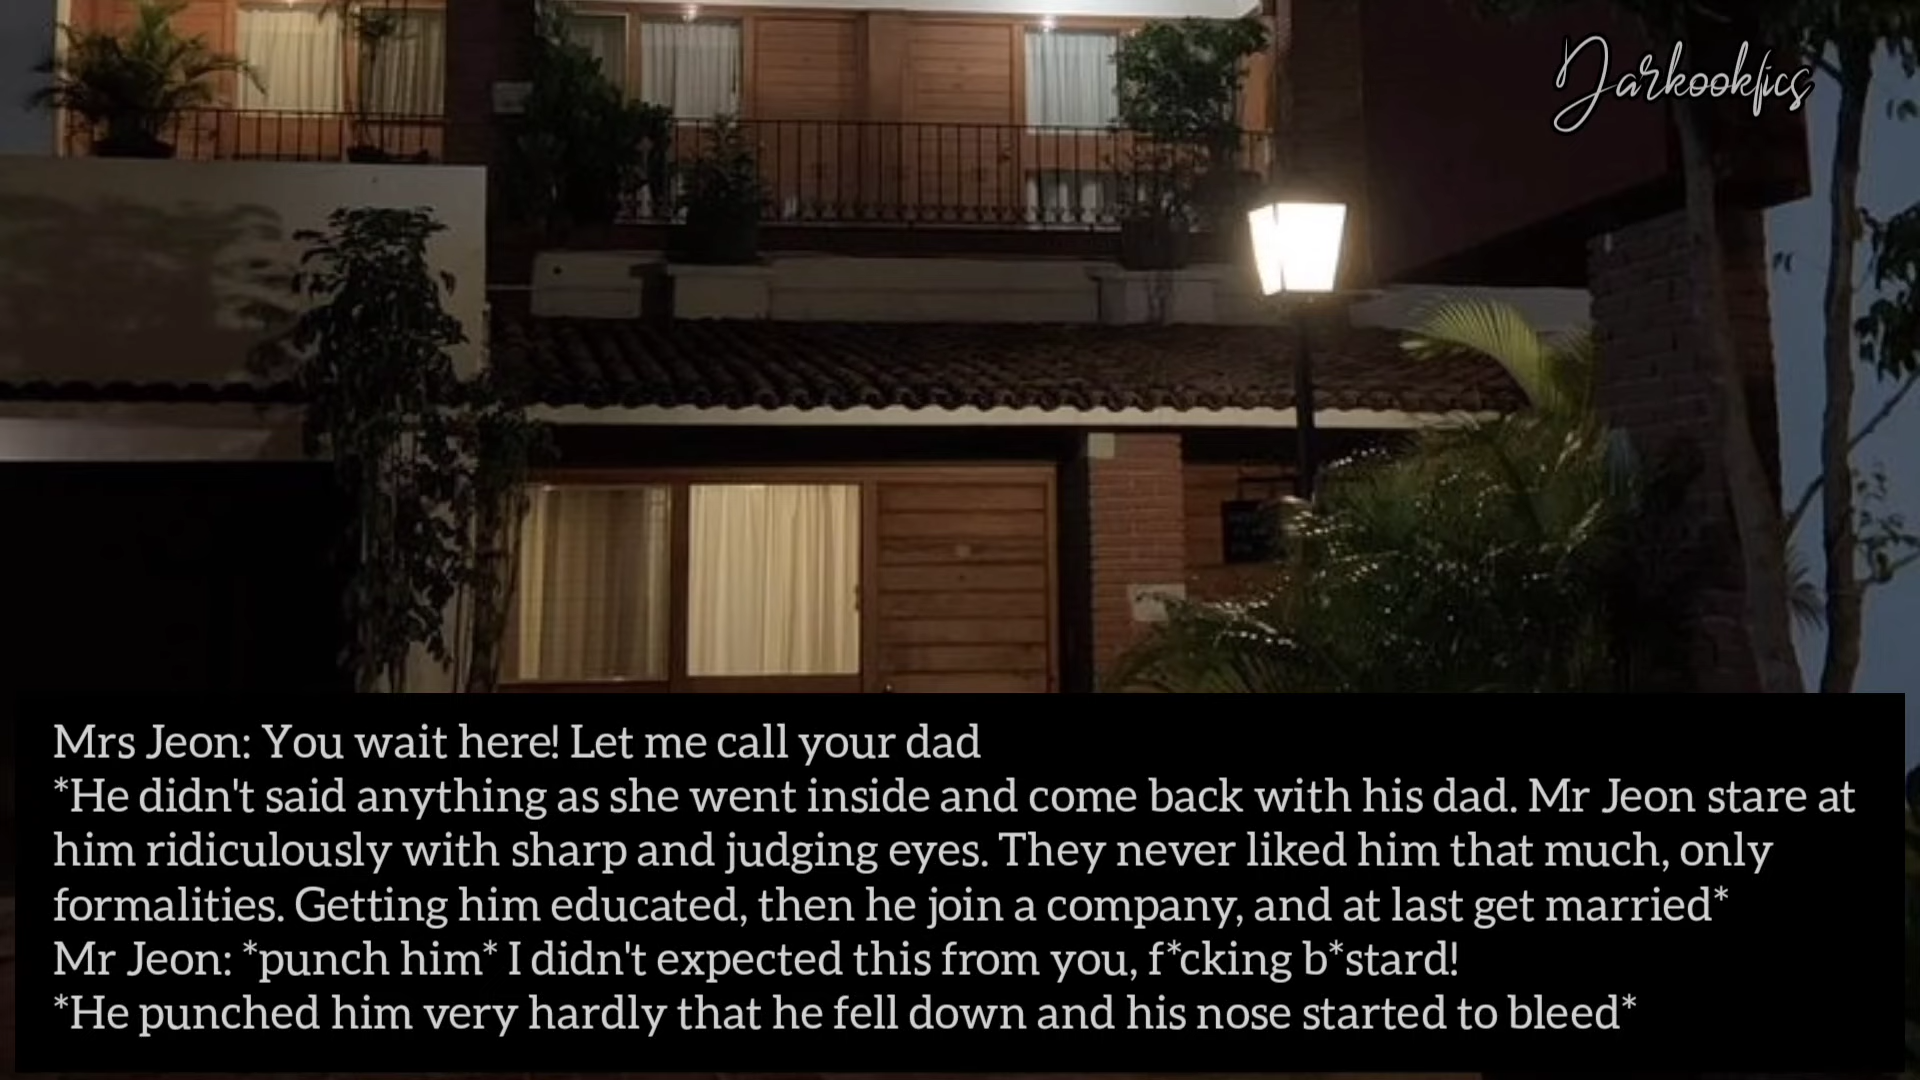 Darkookfics
Mrs Jeon: You wait here! Let me call your dad
*He didn't said anything as she went inside and come back with his dad. Mr Jeon stare at
him ridiculously with sharp and judging eyes. They never liked him that much, only
formalities. Getting him educated, then he join a company, and at last get married*
Mr Jeon: *punch him* I didn't expected this from you, f*cking b*stard!
*He punched him very hardly that he fell down and his nose started to bleed*